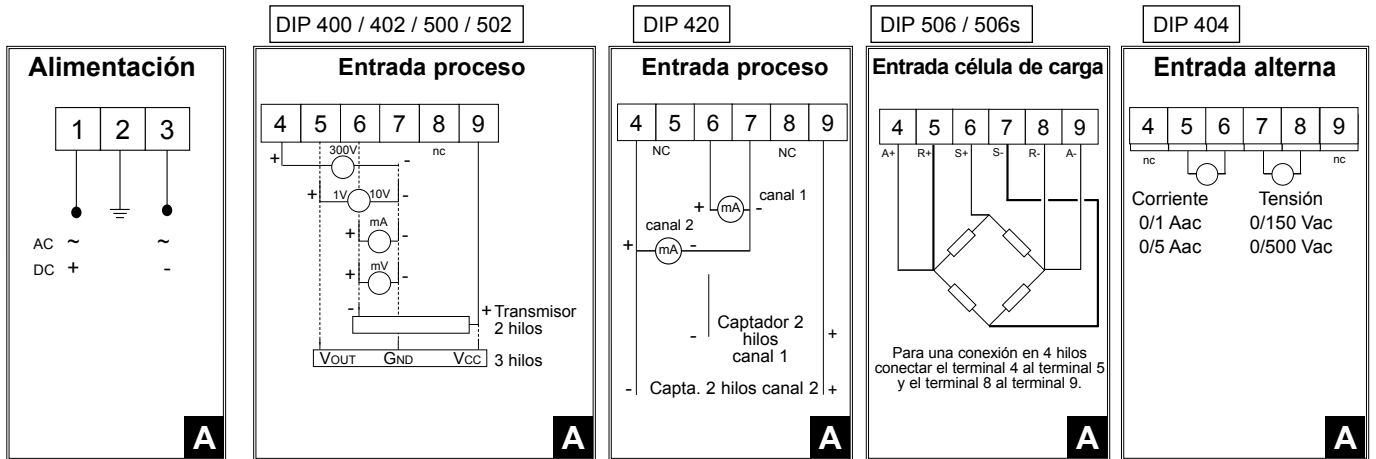 DIP 400 / 402 / 500 / 502
DIP 420
DIP 506 / 506s
DIP 404
Alimentación
1 2 3
AC ~ ~
DC + -
A
Entrada proceso
4 5 6 7 8 9
nc
+ 300V -
+ 1V 10V -
mA
+ -
mV
+ -
- + Transmisor
2 hilos
VOUT GND VCC 3 hilos
A
Entrada proceso
4 5 6 7 8 9
NC NC
canal 1
+ mA -
canal 2
+ mA -
Captador 2
- hilos +
canal 1
- Capta. 2 hilos canal 2 +
A
Entrada célula de carga
4 5 6 7 8 9
A+ R+ S+ S- R- A-
Para una conexión en 4 hilos
conectar el terminal 4 al terminal 5
y el terminal 8 al terminal 9.
A
Entrada alterna
4 5 6 7 8 9
nc nc
Corriente Tensión
0/1 Aac 0/150 Vac
0/5 Aac 0/500 Vac
A